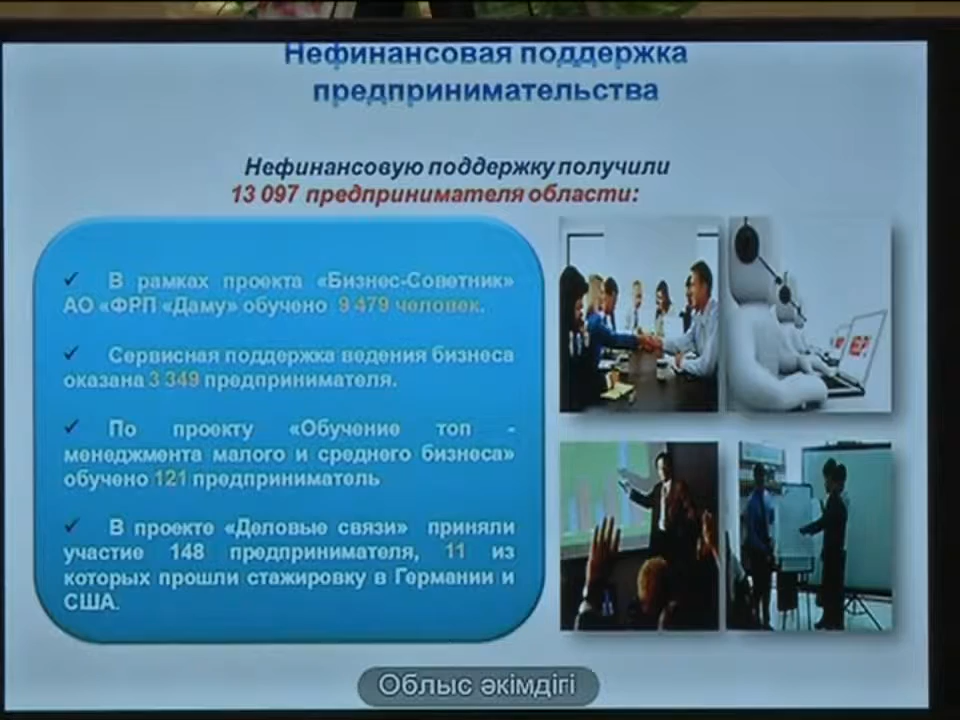 Нефинансовая поддержка
предпринимательства
Нефинансовую поддержку получили
13 097 предпринимателя области:
✓ В рамках проекта «Бизнес-Советник»
АО «ФРП «Даму» обучено 9 479 человек.
✓ Сервисная поддержка ведения бизнеса
оказана 3 349 предпринимателя.
✓ По проекту «Обучение топ -
менеджмента малого и среднего бизнеса»
обучено 121 предприниматель
✓ В проекте «Деловые связи» приняли
участие 148 предпринимателя, 11 из
которых прошли стажировку в Германии и
США.
Облыс әкімдігі